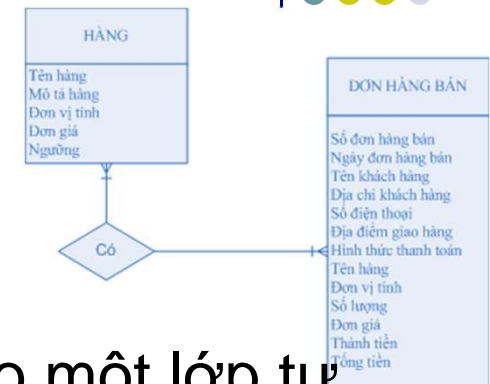 HÀNG
Tên hàng
Mô tả hàng
Đơn vị tính
Đơn giá
Ngưỡng
Có
ĐƠN HÀNG BÁN
Số đơn hàng bán
Ngày đơn hàng bán
Tên khách hàng
Địa chỉ khách hàng
Số điện thoại
Địa điểm giao hàng
Hình thức thanh toán
Tên hàng
Đơn vị tính
Số lượng
Đơn giá
Thành tiền
Tổng tiền
một lớp tư